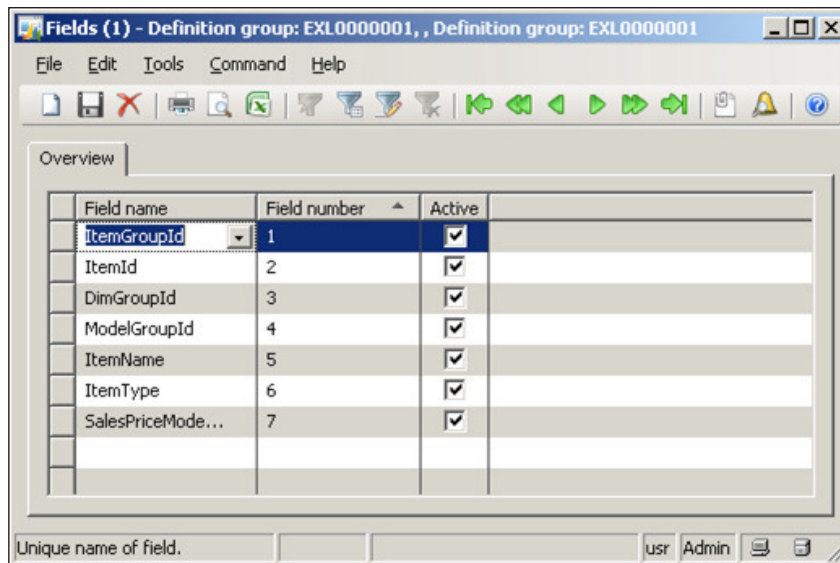 Fields (1) - Definition group: EXL0000001, , Definition group: EXL0000001
File Edit Tools Command Help
Overview
Field name Field number Active
ItemGroupId 1
ItemId 2
DimGroupId 3
ModelGroupId 4
ItemName 5
ItemType 6
SalesPriceMode... 7
Unique name of field. usr Admin